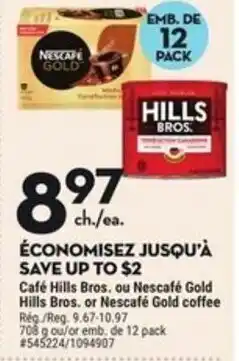 EMB. DE
12
PACK
NESCAFÉ
GOLD
HILLS
BROS.
8 97
ch./ea.
ÉCONOMISEZ JUSQU'À
SAVE UP TO $2
Café Hills Bros. ou Nescafé Gold
Hills Bros. or Nescafé Gold coffee
Rég./Reg. 9.67-10.97
708 g ou/or emb. de 12 pack
#545224/1094907